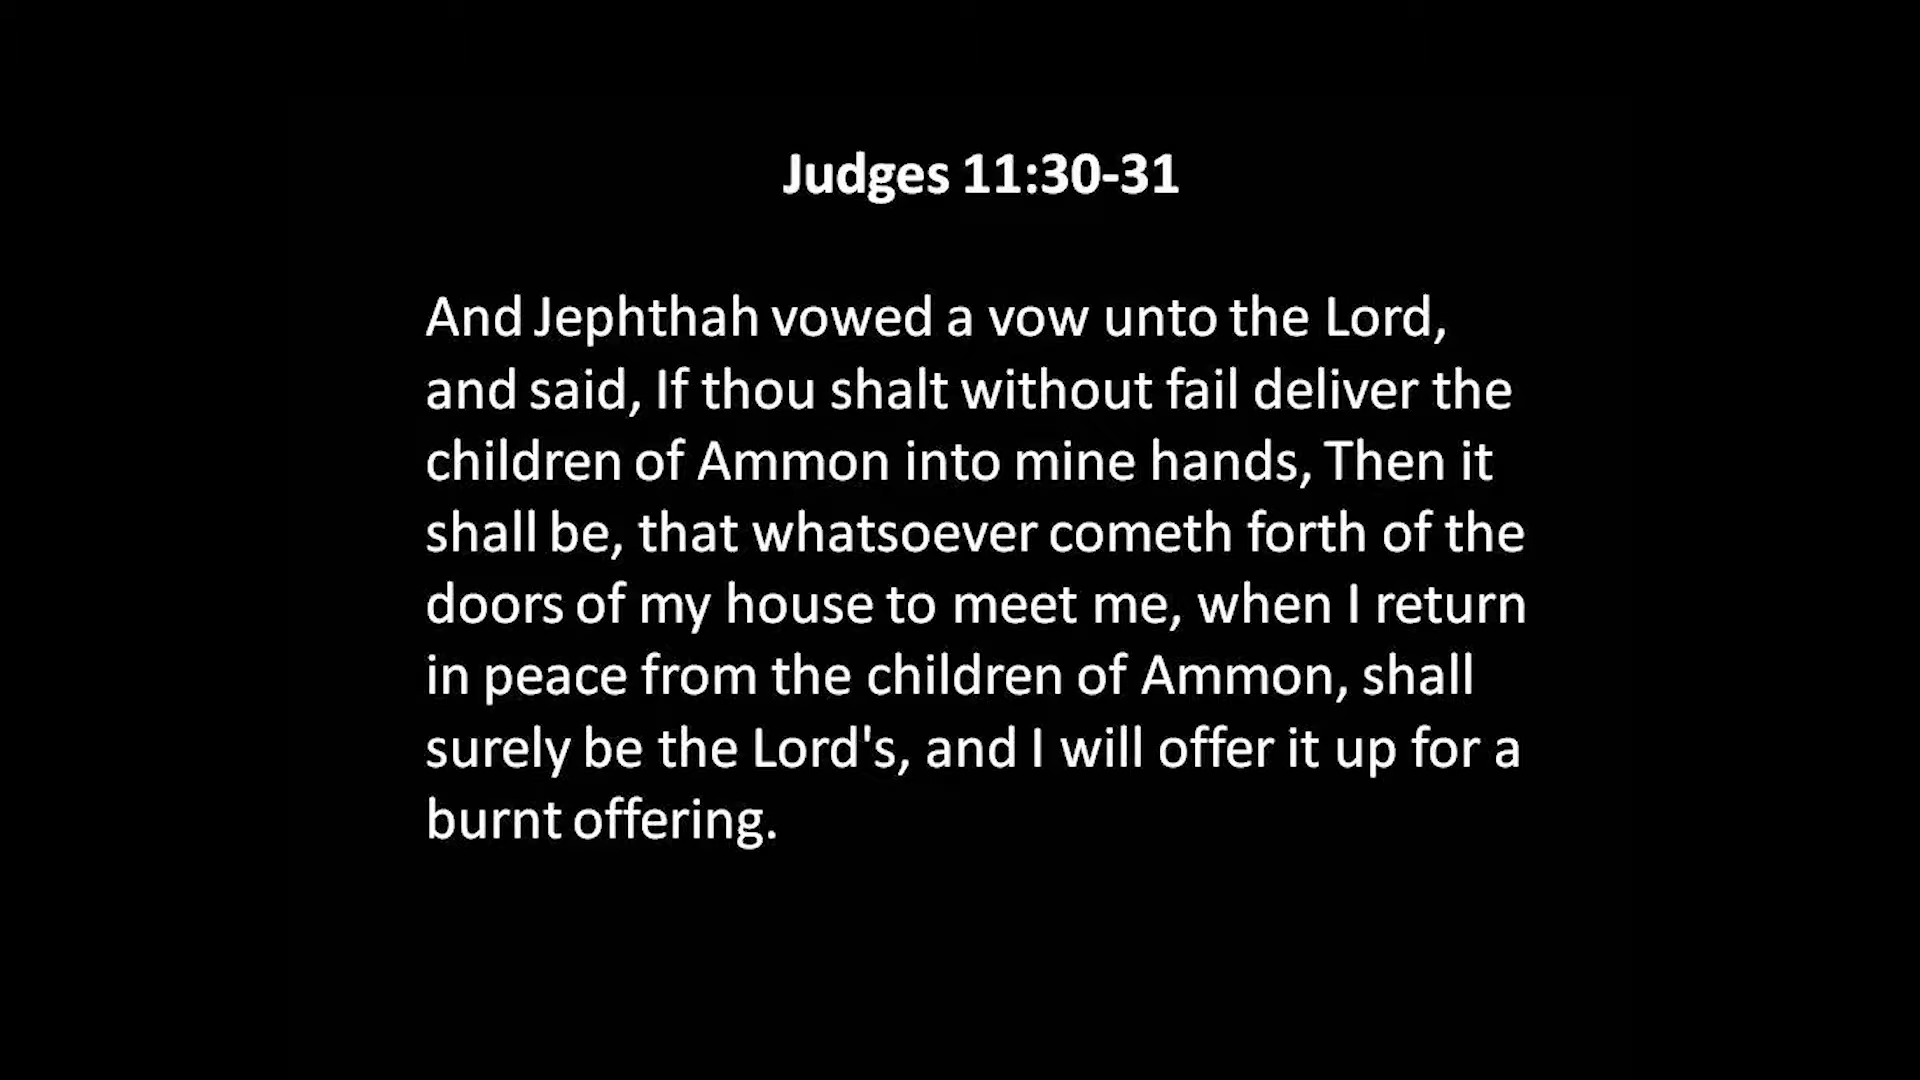 Judges 11:30-31
And Jephthah vowed a vow unto the Lord,
and said, If thou shalt without fail deliver the
children of Ammon into mine hands, Then it
shall be, that whatsoever cometh forth of the
doors of my house to meet me, when I return
in peace from the children of Ammon, shall
surely be the Lord's, and I will offer it up for a
burnt offering.